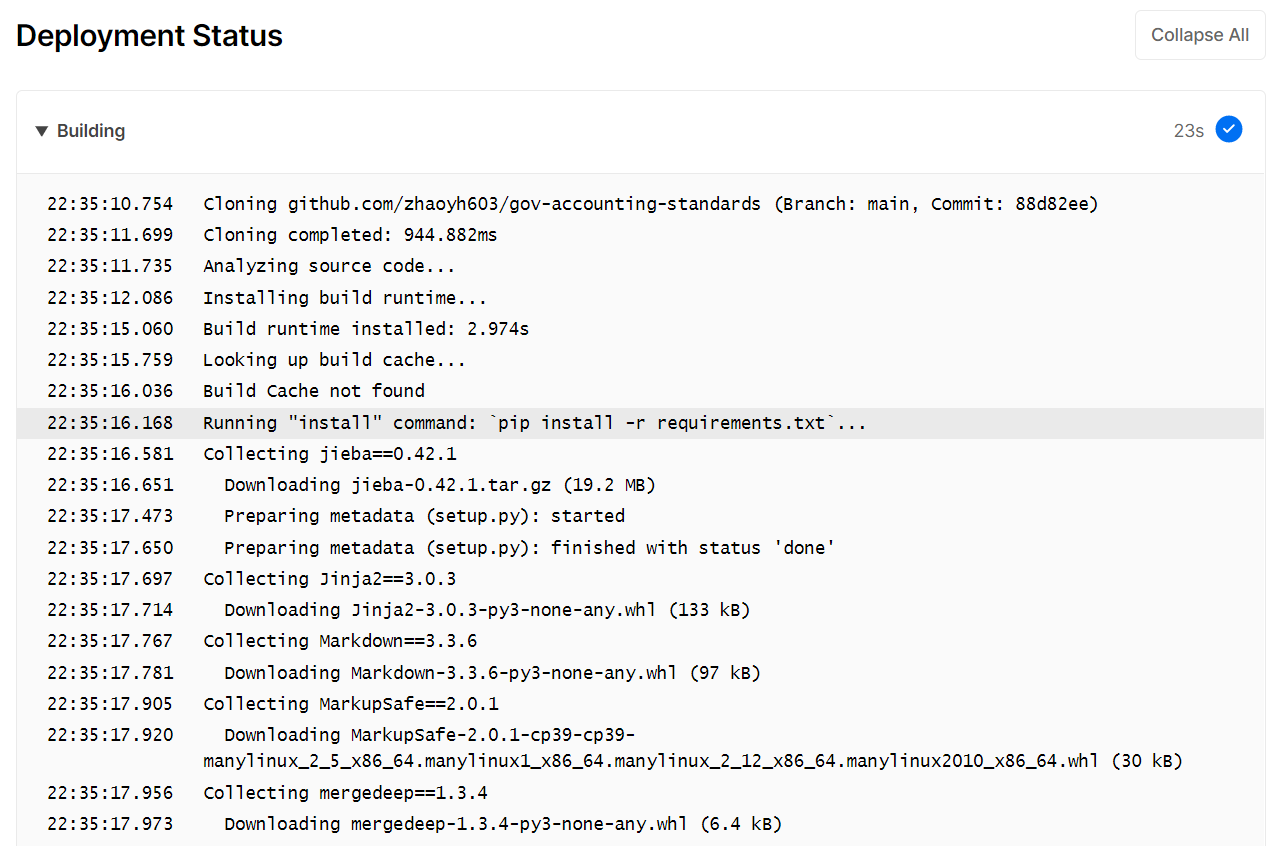 Deployment Status
Collapse All
▼ Building
23s
22:35:10.754 Cloning github.com/zhaoyh603/gov-accounting-standards (Branch: main, Commit: 88d82ee)
22:35:11.699 Cloning completed: 944.882ms
22:35:11.735 Analyzing source code...
22:35:12.086 Installing build runtime...
22:35:15.060 Build runtime installed: 2.974s
22:35:15.759 Looking up build cache...
22:35:16.036 Build Cache not found
22:35:16.168 Running "install" command: `pip install -r requirements.txt`...
22:35:16.581 Collecting jieba==0.42.1
22:35:16.651   Downloading jieba-0.42.1.tar.gz (19.2 MB)
22:35:17.473   Preparing metadata (setup.py): started
22:35:17.650   Preparing metadata (setup.py): finished with status 'done'
22:35:17.697 Collecting Jinja2==3.0.3
22:35:17.714   Downloading Jinja2-3.0.3-py3-none-any.whl (133 kB)
22:35:17.767 Collecting Markdown==3.3.6
22:35:17.781   Downloading Markdown-3.3.6-py3-none-any.whl (97 kB)
22:35:17.905 Collecting MarkupSafe==2.0.1
22:35:17.920   Downloading MarkupSafe-2.0.1-cp39-cp39-
manylinux_2_5_x86_64.manylinux1_x86_64.manylinux_2_12_x86_64.manylinux2010_x86_64.whl (30 kB)
22:35:17.956 Collecting mergedeep==1.3.4
22:35:17.973   Downloading mergedeep-1.3.4-py3-none-any.whl (6.4 kB)